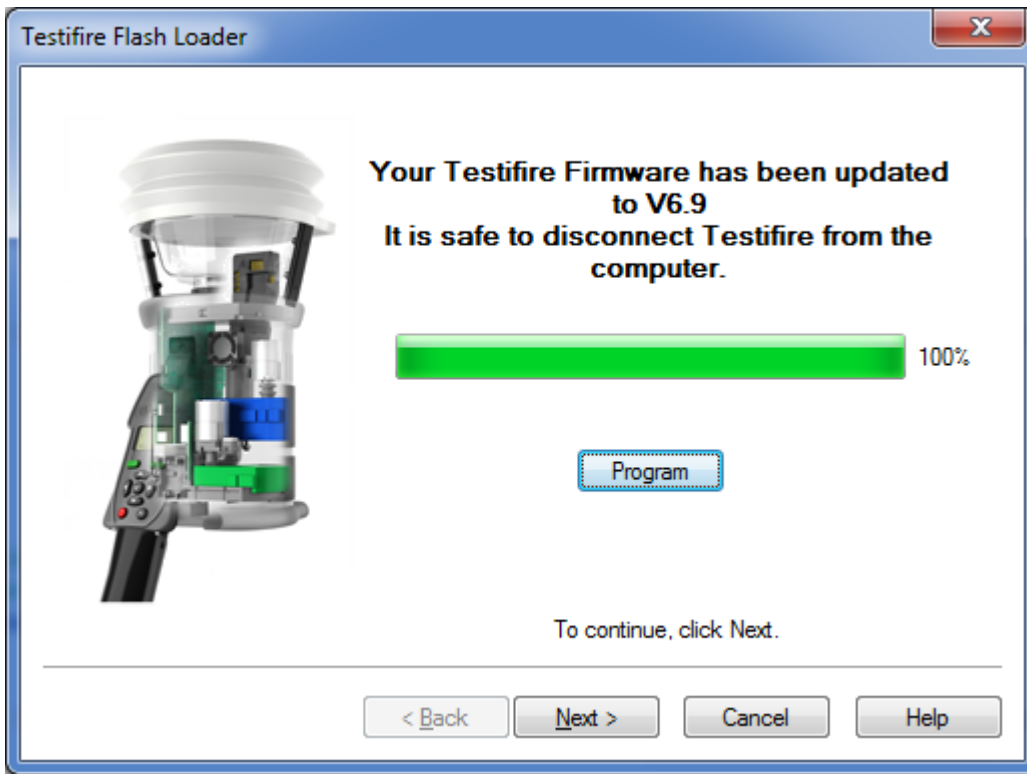 Testifire Flash Loader
Your Testifire Firmware has been updated
to V6.9
It is safe to disconnect Testifire from the
computer.
100%
Program
To continue, click Next.
< Back
Next >
Cancel
Help